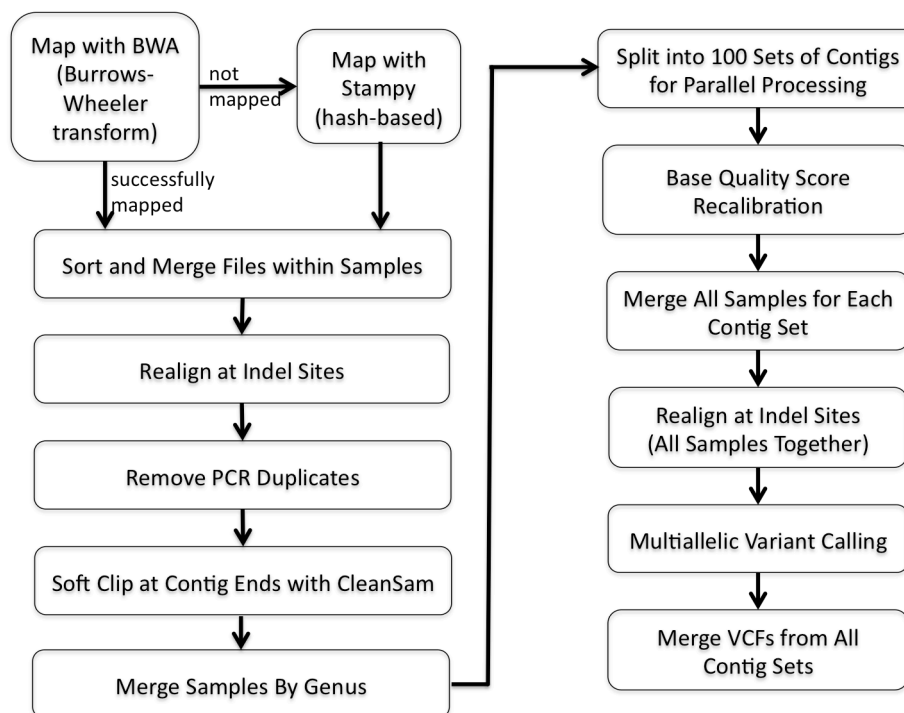 Map with BWA
(Burrows-
Wheeler
transform)
not
mapped
Map with
Stampy
(hash-based)
successfully
mapped
Sort and Merge Files within Samples
Realign at Indel Sites
Remove PCR Duplicates
Soft Clip at Contig Ends with CleanSam
Merge Samples By Genus
Split into 100 Sets of Contigs
for Parallel Processing
Base Quality Score
Recalibration
Merge All Samples for Each
Contig Set
Realign at Indel Sites
(All Samples Together)
Multiallelic Variant Calling
Merge VCFs from All
Contig Sets